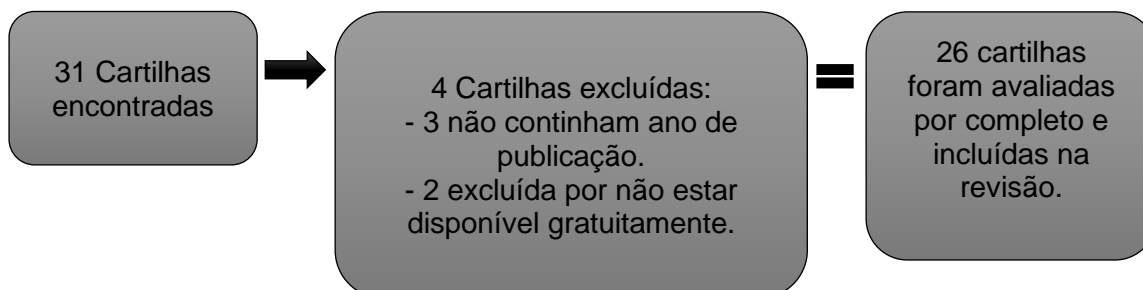 31 Cartilhas
encontradas
4 Cartilhas excluídas:
- 3 não continham ano de
publicação.
- 2 excluída por não estar
disponível gratuitamente.
26 cartilhas
foram avaliadas
por completo e
incluídas na
revisão.